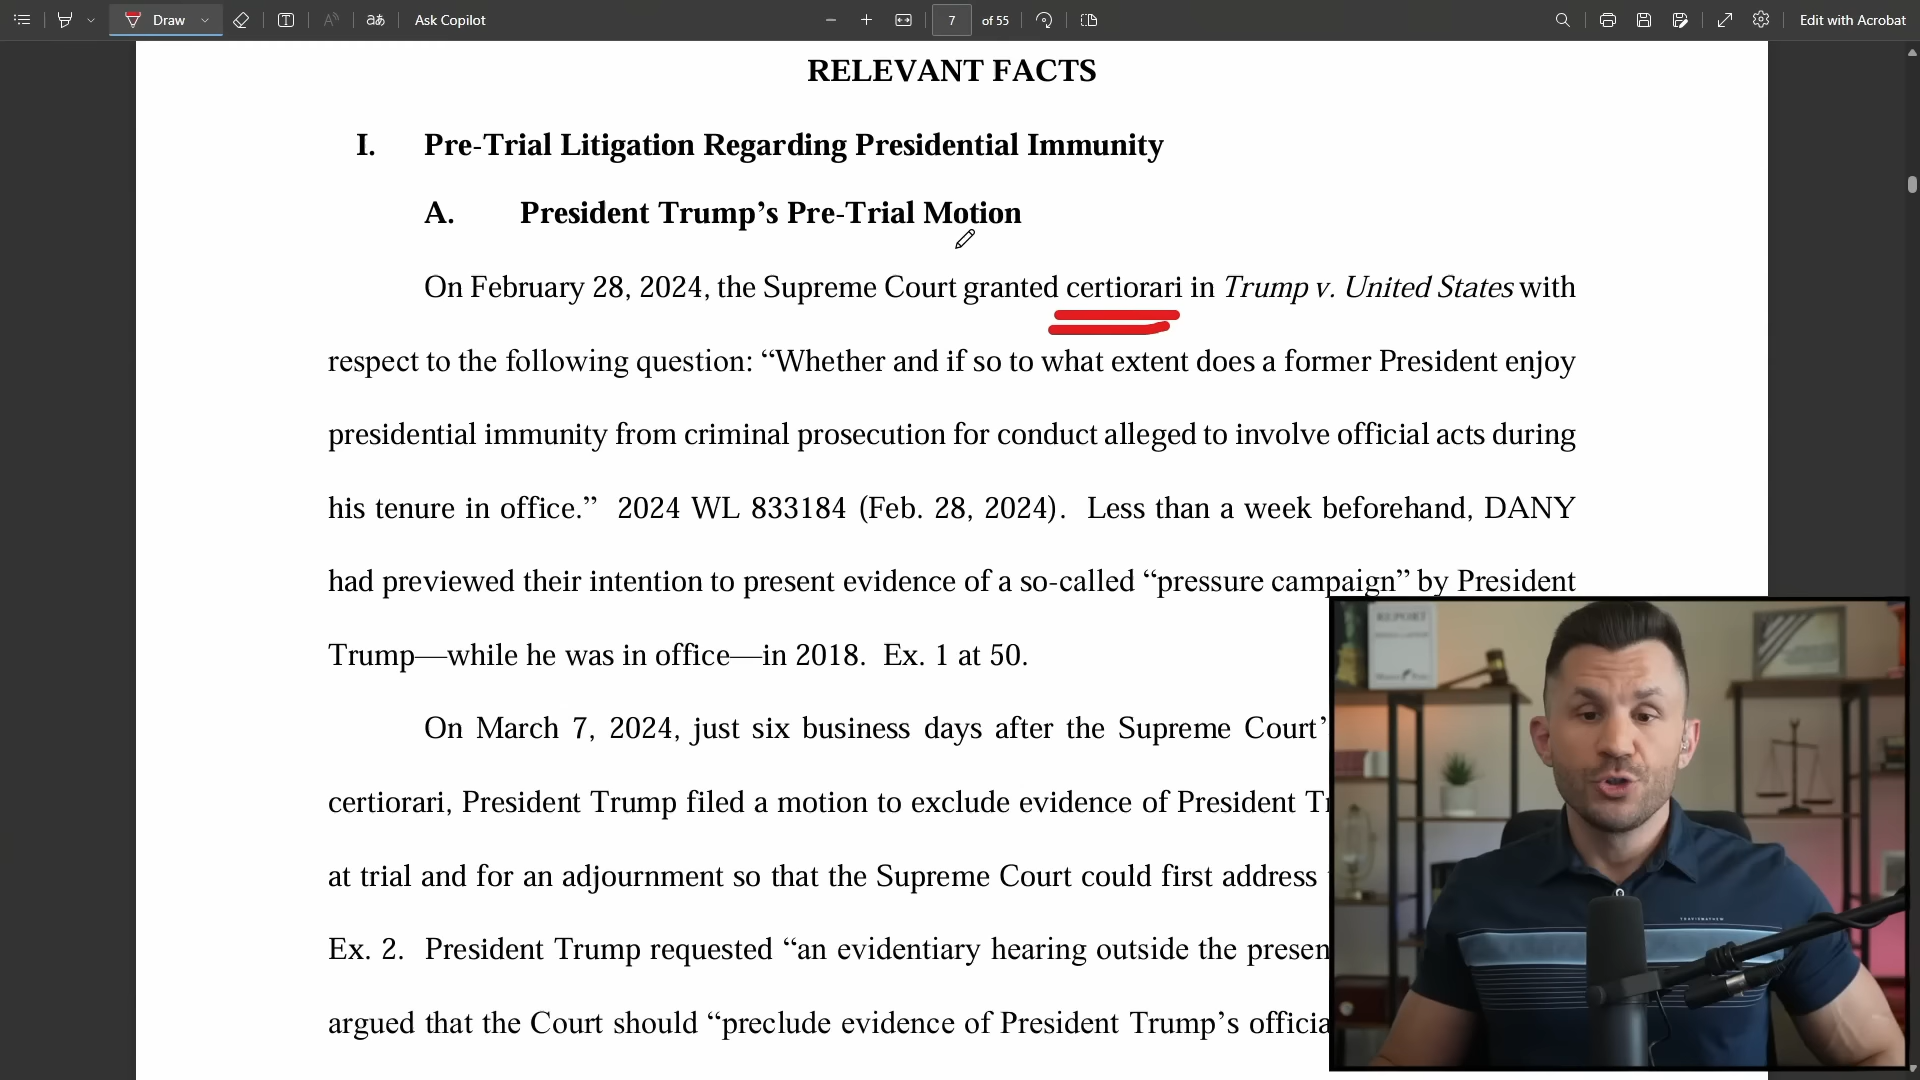 Draw
aあ
Ask Copilot
7
of 55
Edit with Acrobat
RELEVANT FACTS
I. Pre-Trial Litigation Regarding Presidential Immunity
A. President Trump’s Pre-Trial Motion
On February 28, 2024, the Supreme Court granted certiorari in Trump v. United States with
respect to the following question: “Whether and if so to what extent does a former President enjoy
presidential immunity from criminal prosecution for conduct alleged to involve official acts during
his tenure in office.” 2024 WL 833184 (Feb. 28, 2024). Less than a week beforehand, DANY
had previewed their intention to present evidence of a so-called “pressure campaign” by President
Trump—while he was in office—in 2018. Ex. 1 at 50.
On March 7, 2024, just six business days after the Supreme Court’
certiorari, President Trump filed a motion to exclude evidence of President Tr
at trial and for an adjournment so that the Supreme Court could first address
Ex. 2. President Trump requested “an evidentiary hearing outside the presen
argued that the Court should “preclude evidence of President Trump’s officia
REPORT
TRAVISMATHEW